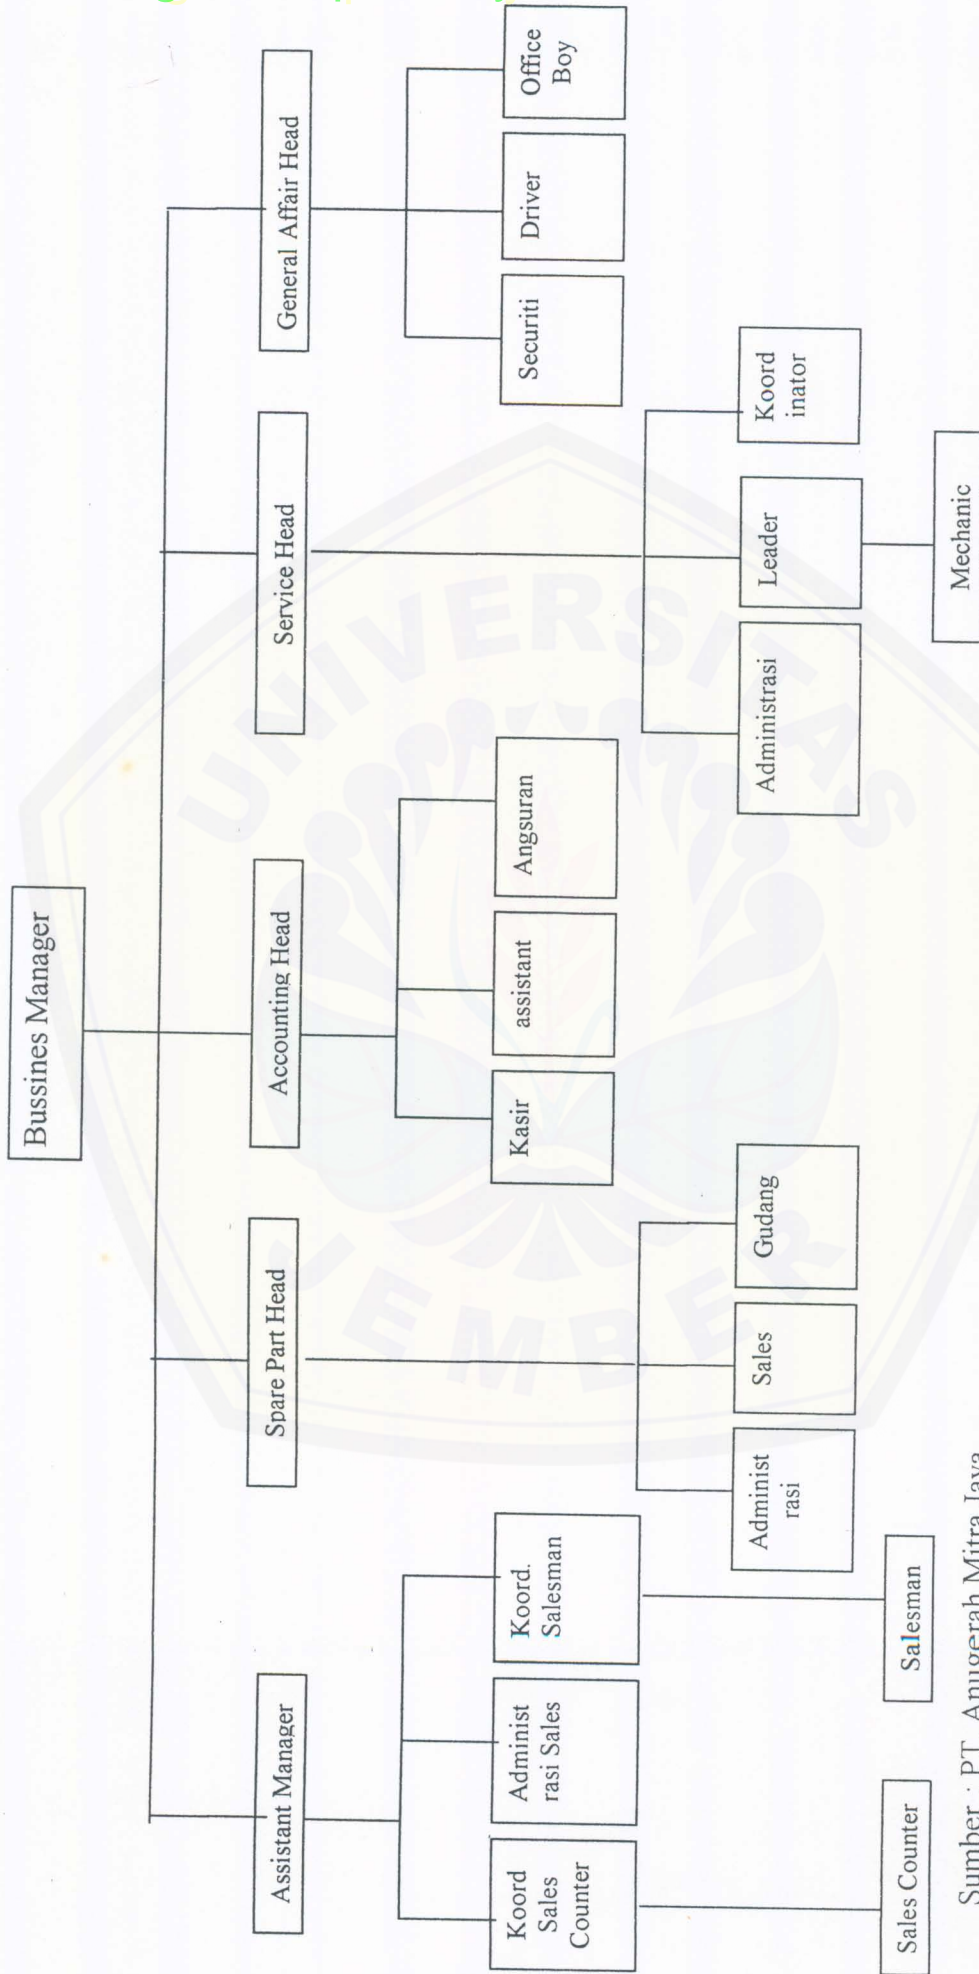 Bussines Manager
Assistant Manager
Spare Part Head
Accounting Head
Service Head
General Affair Head
Koord
Sales
Counter
Administ
rasi Sales
Koord.
Salesman
Kasir
assistant
Angsuran
Securiti
Driver
Office
Boy
Administ
rasi
Sales
Gudang
Administrasi
Leader
Koord
inator
Sales Counter
Salesman
Mechanic
Sumber : PT. Anugerah Mitra Jaya
UNIVERSITAS
JEMBER